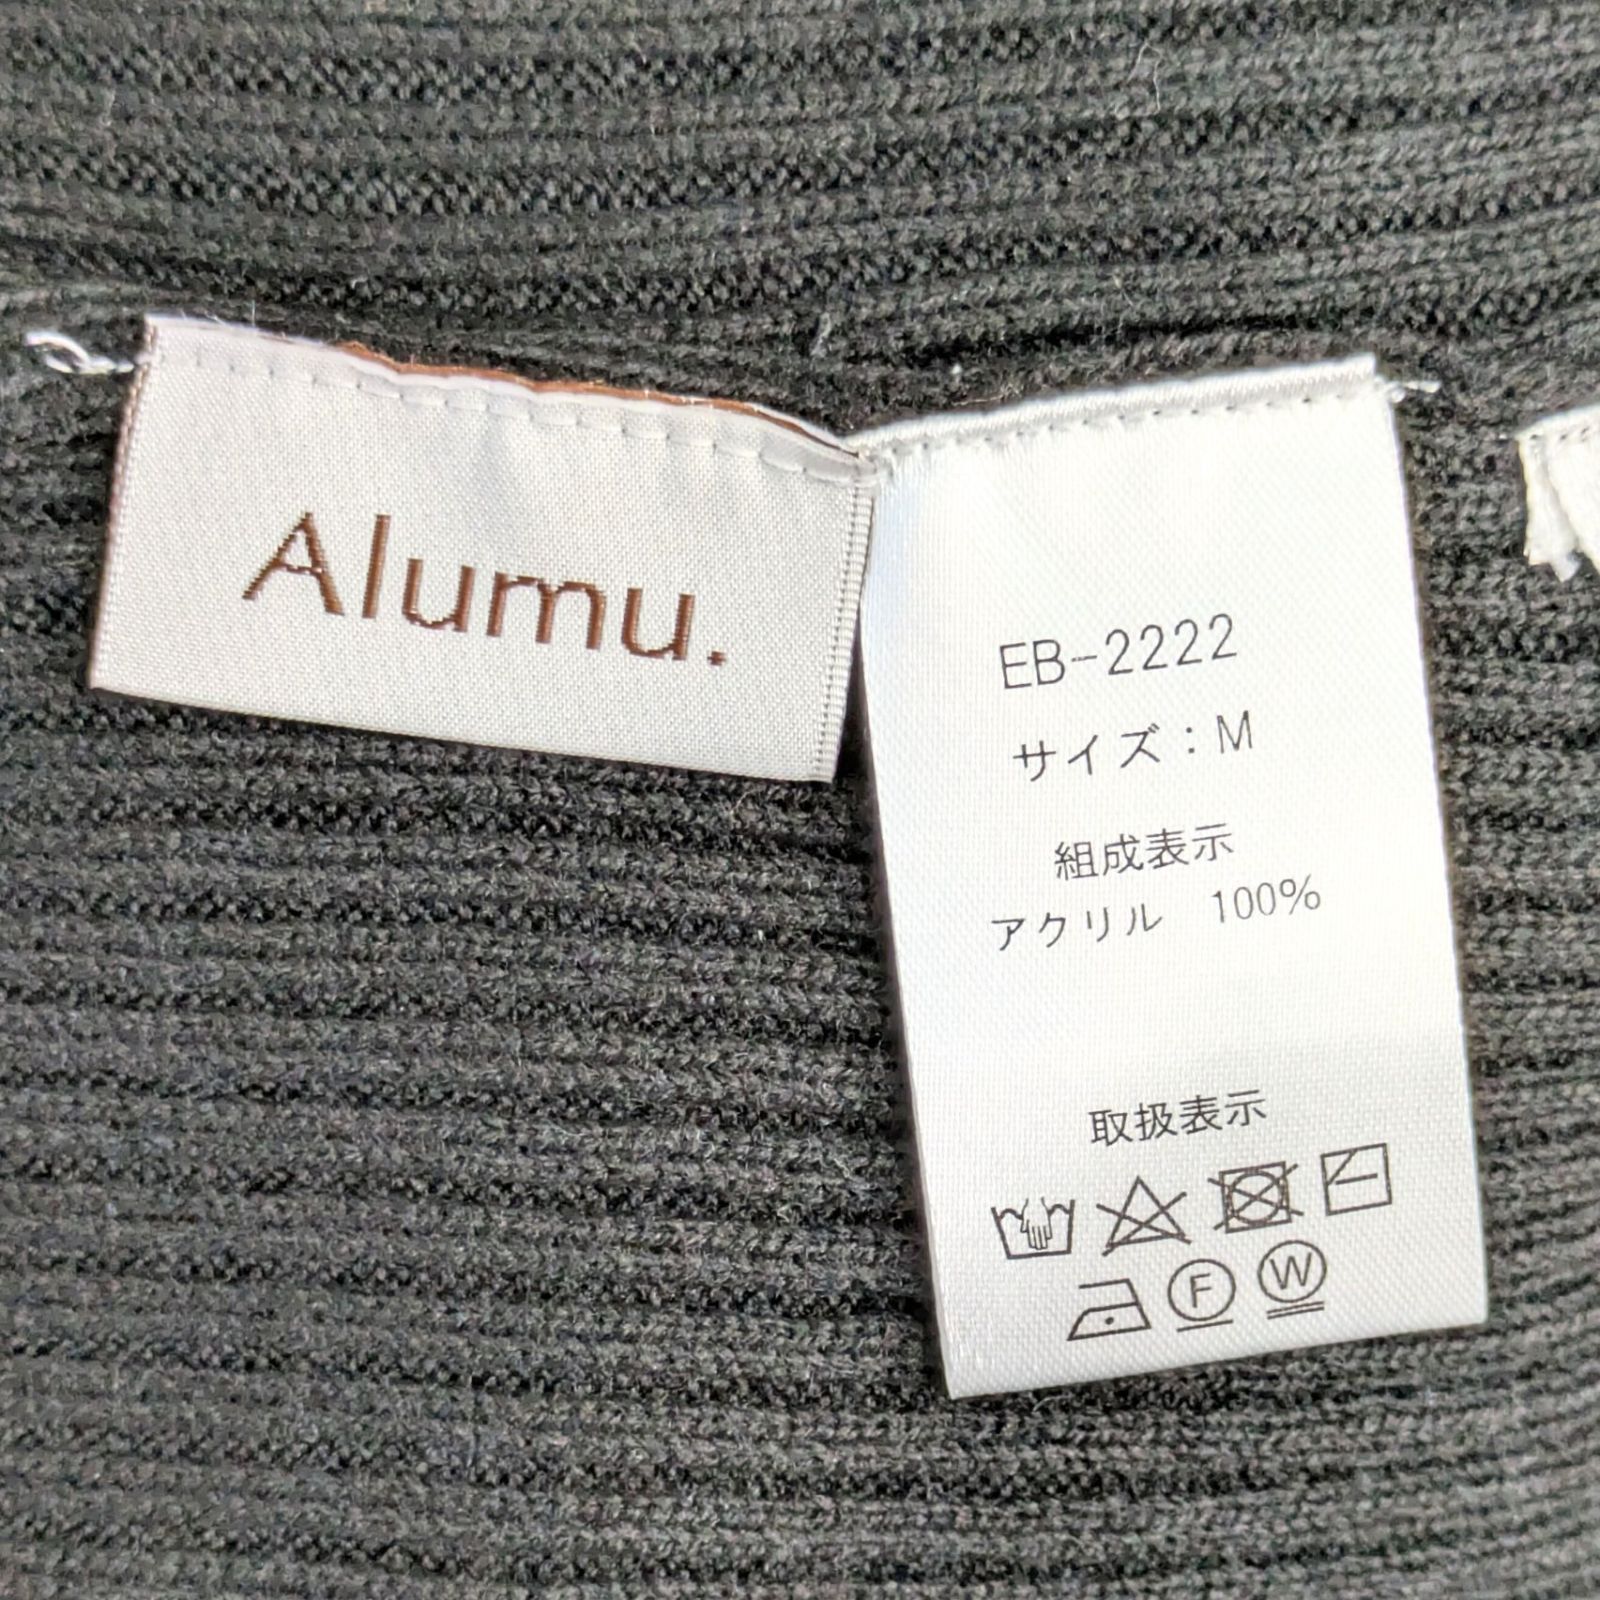 Alumu.
EB-2222
サイズ：M
組成表示
アクリル 100%
取扱表示
F W